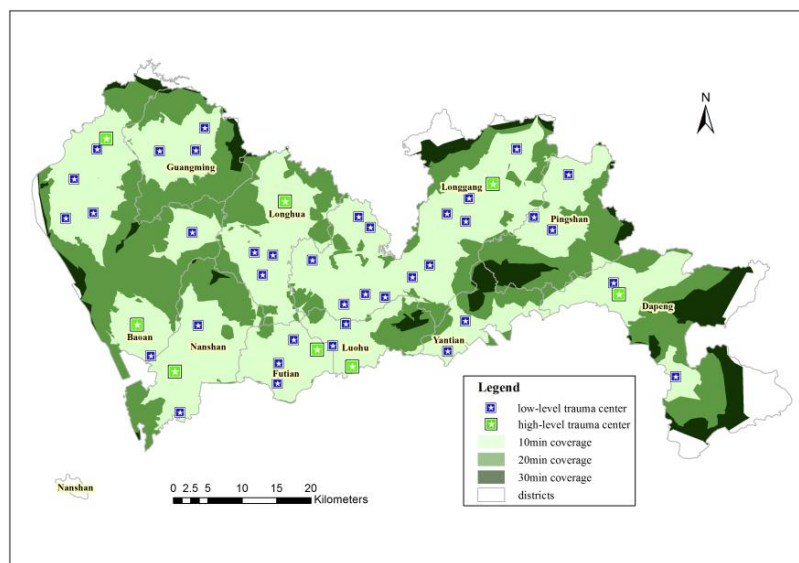 N
Guangming
Longgang
Longhua
Pingshan
Dapeng
Baoan
Nanshan
Luohu
Yantian
Futian
Legend
low-level trauma center
high-level trauma center
10min coverage
20min coverage
30min coverage
districts
Nanshan
0 2.5 5 10 15 20
Kilometers